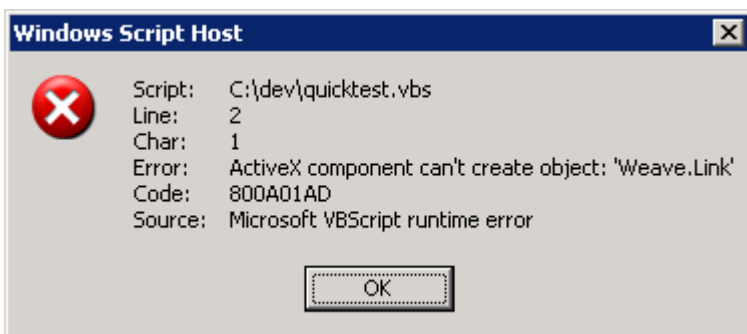 Windows Script Host
Script: C:\dev\quicktest.vbs
Line: 2
Char: 1
Error: ActiveX component can't create object: 'Weave.Link'
Code: 800A01AD
Source: Microsoft VBScript runtime error
OK